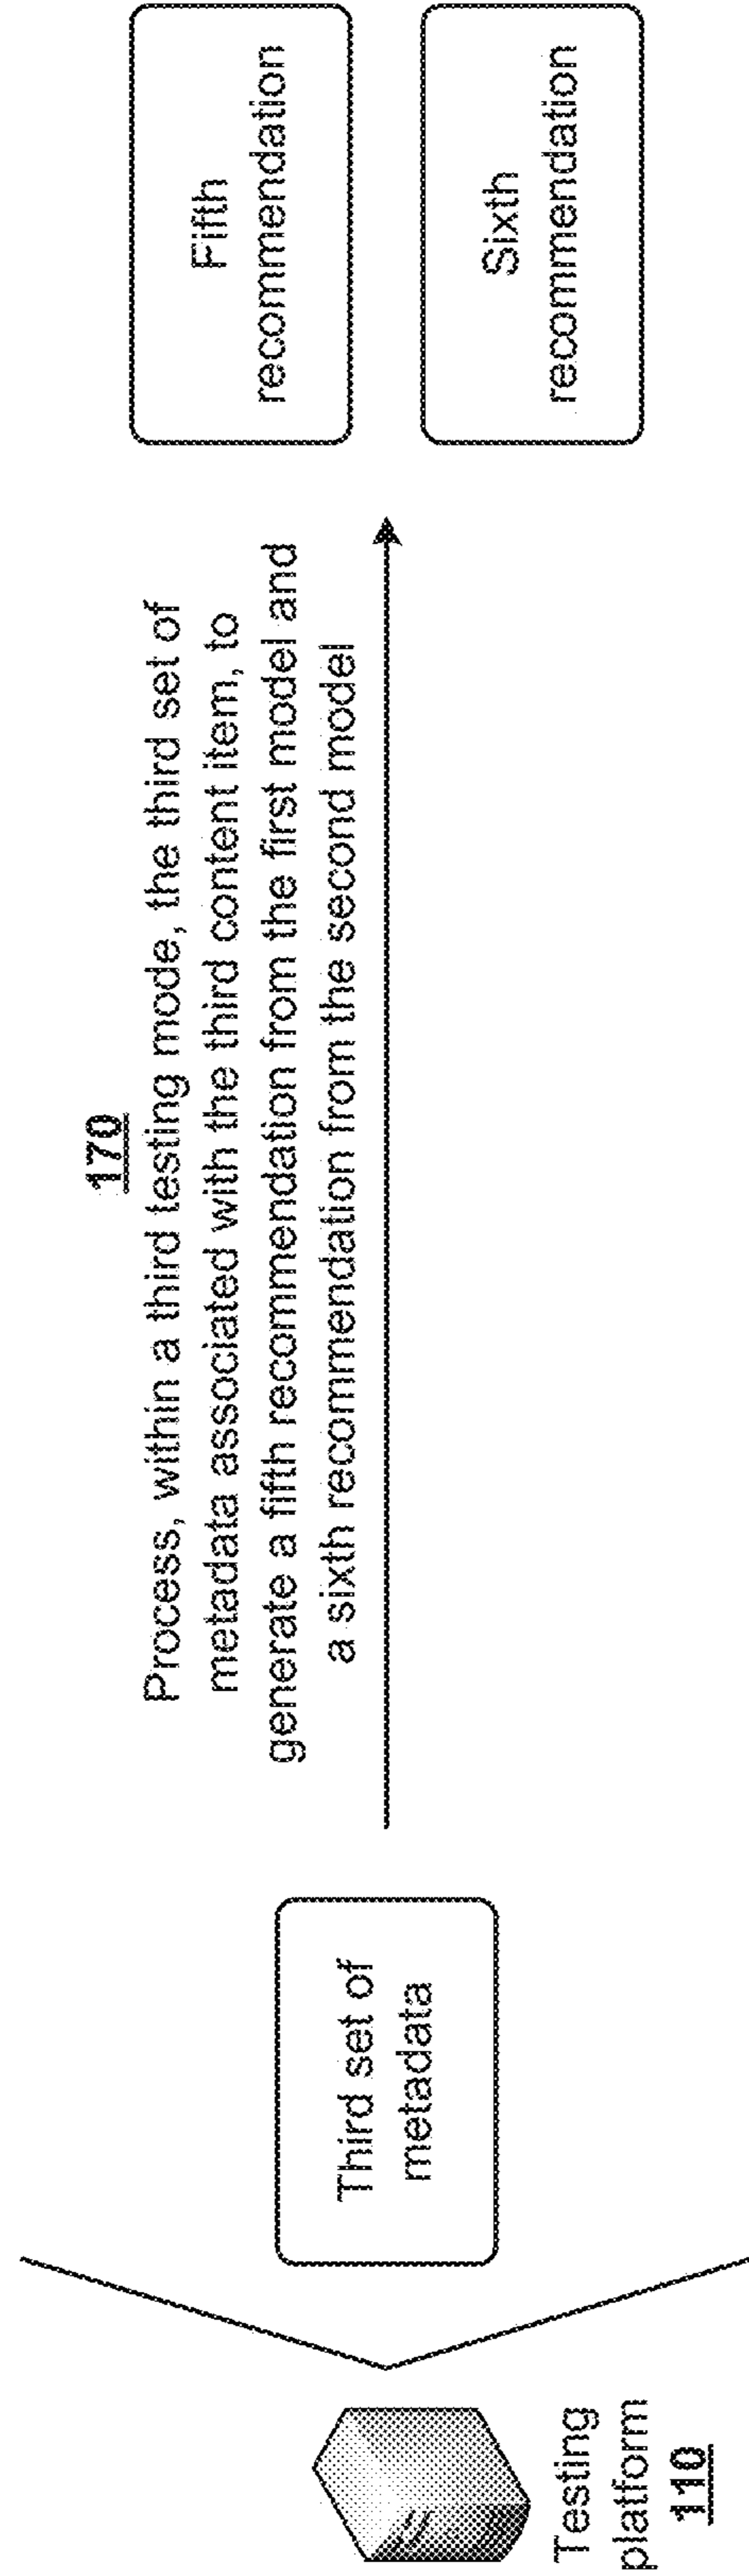 Testing
platform
110
Third set of
metadata
170
Process, within a third testing mode, the third set of
metadata associated with the third content item, to
generate a fifth recommendation from the first model and
a sixth recommendation from the second model
Fifth
recommendation
Sixth
recommendation